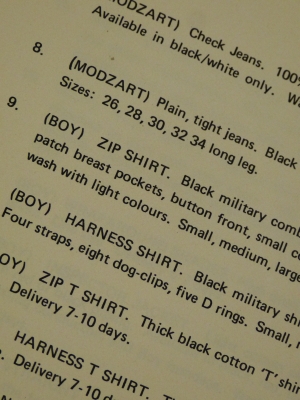 MODZART) Check Jeans. 100%
Available in black/white only.
8.
(MODZART) Plain, tight jeans. Black
Sizes: 26, 28, 30, 32 34 long leg.
9.
(BOY) ZIP SHIRT. Black military
patch breast pockets, button front, small
wash with light colours. Small, medium, large
(BOY) HARNESS SHIRT. Black military
Four straps, eight dog-clips, five D rings. Small,
OY) ZIP T SHIRT. Thick black cotton 'T'
Delivery 7-10 days.
HARNESS T SHIRT.
Delivery 7-10